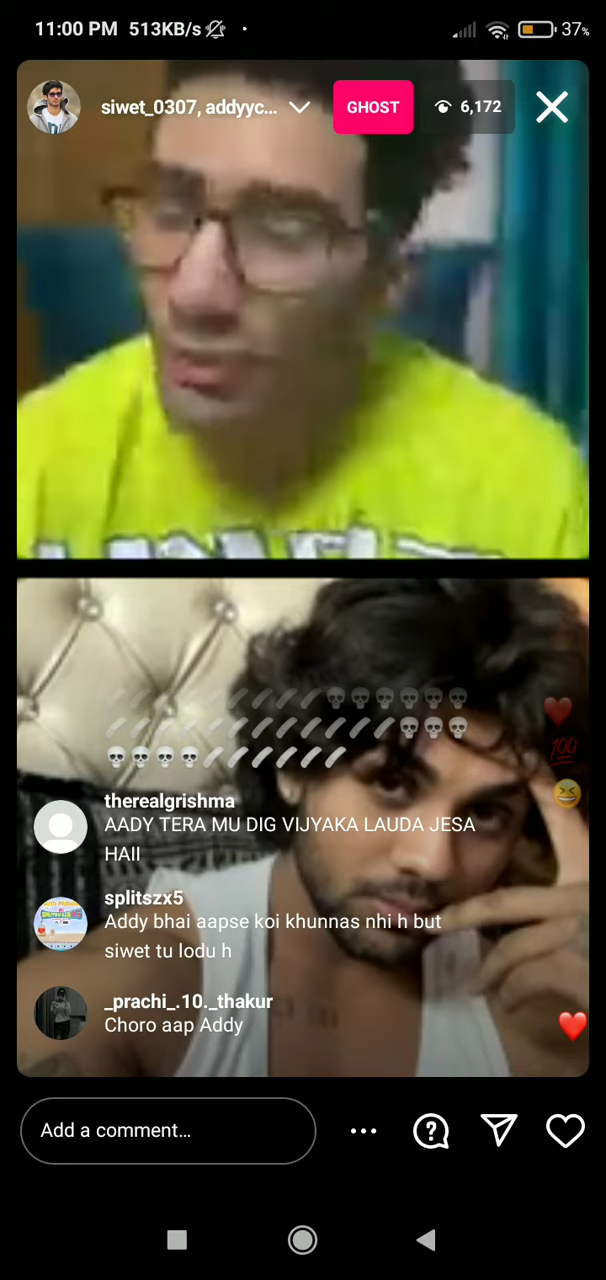 11:00 PM 513KB/s
37%
siwet_0307, addyyc...
GHOST
6,172
therealgrishma
AADY TERA MU DIG VIJYAKA LAUDA JESA
HAII
splitszx5
Addy bhai aapse koi khunnas nhi h but
siwet tu lodu h
_prachi_.10._thakur
Choro aap Addy
Add a comment...